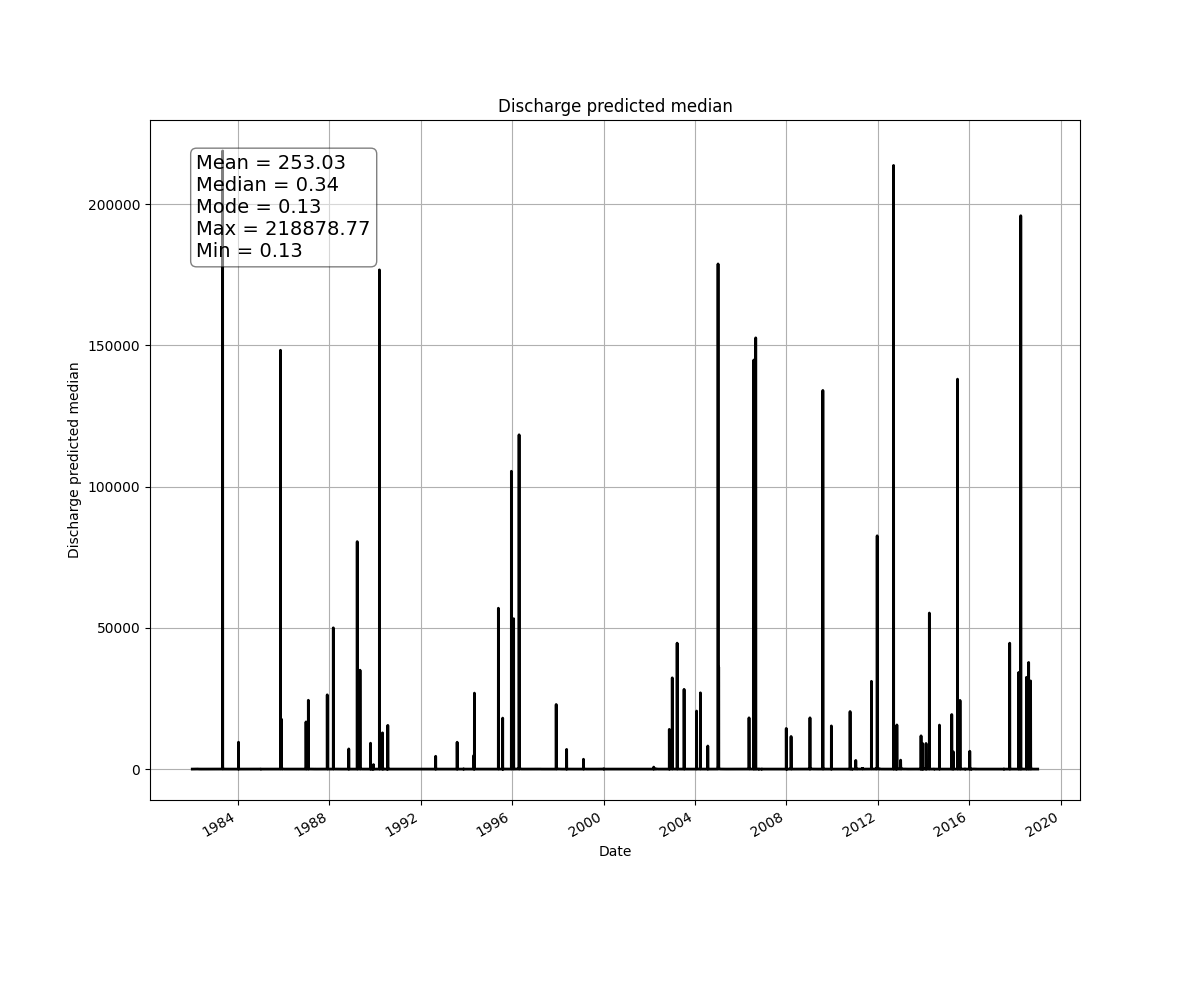 Discharge predicted median
Mean = 253.03
Median = 0.34
Mode = 0.13
Max = 218878.77
Min = 0.13
Discharge predicted median
200000
150000
100000
50000
0
1984 1988 1992 1996 2000 2004 2008 2012 2016 2020
Date